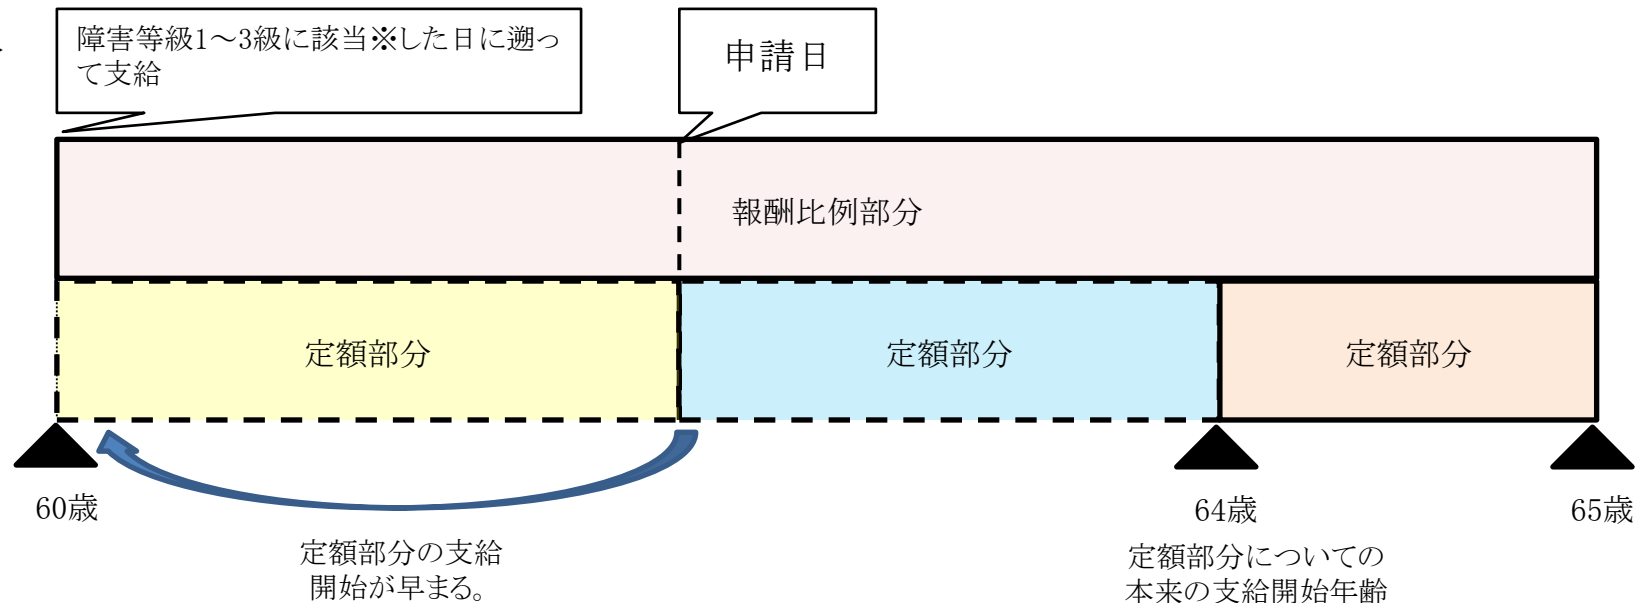 障害等級1～3級に該当※した日に遡っ
て支給
申請日
報酬比例部分
定額部分
定額部分
定額部分
60歳
64歳
65歳
定額部分の支給
開始が早まる。
定額部分についての
本来の支給開始年齢